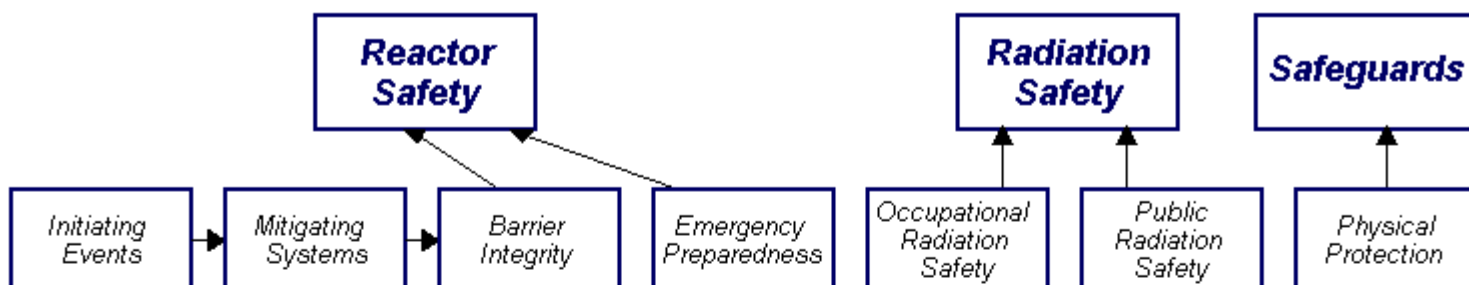 Reactor
Safety
Radiation
Safety
Safeguards
Initiating
Events
Mitigating
Systems
Barrier
Integrity
Emergency
Preparedness
Occupational
Radiation
Safety
Public
Radiation
Safety
Physical
Protection